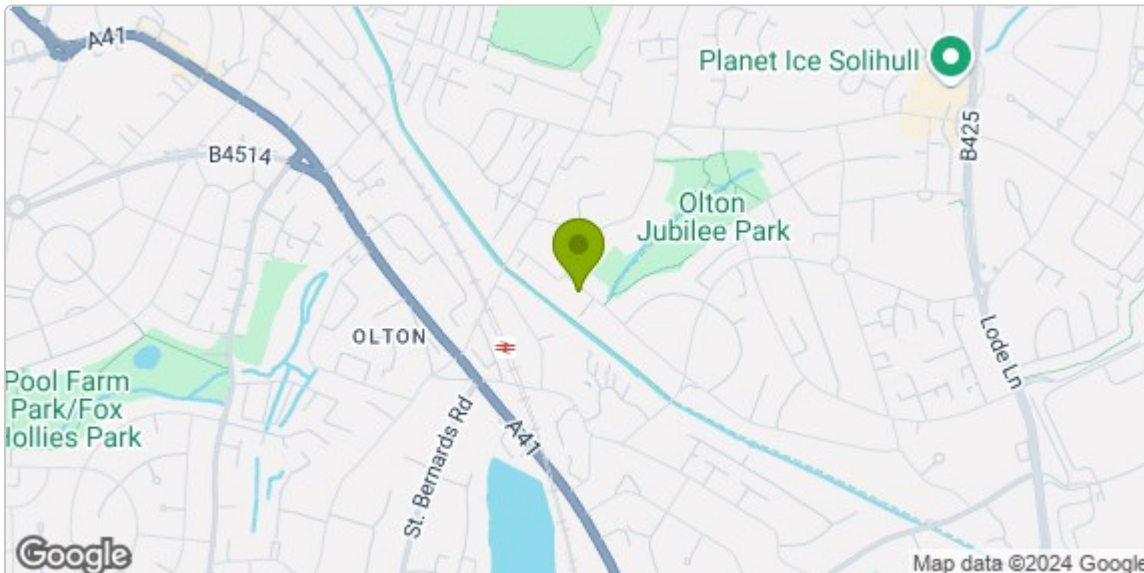 A41
Planet Ice Solihull
B425
B4514
Olton
Jubilee Park
OLTON
Lode Ln
Pool Farm
Park/Fox
Hollies Park
St. Bernards Rd
A41
Google
Map data ©2024 Google